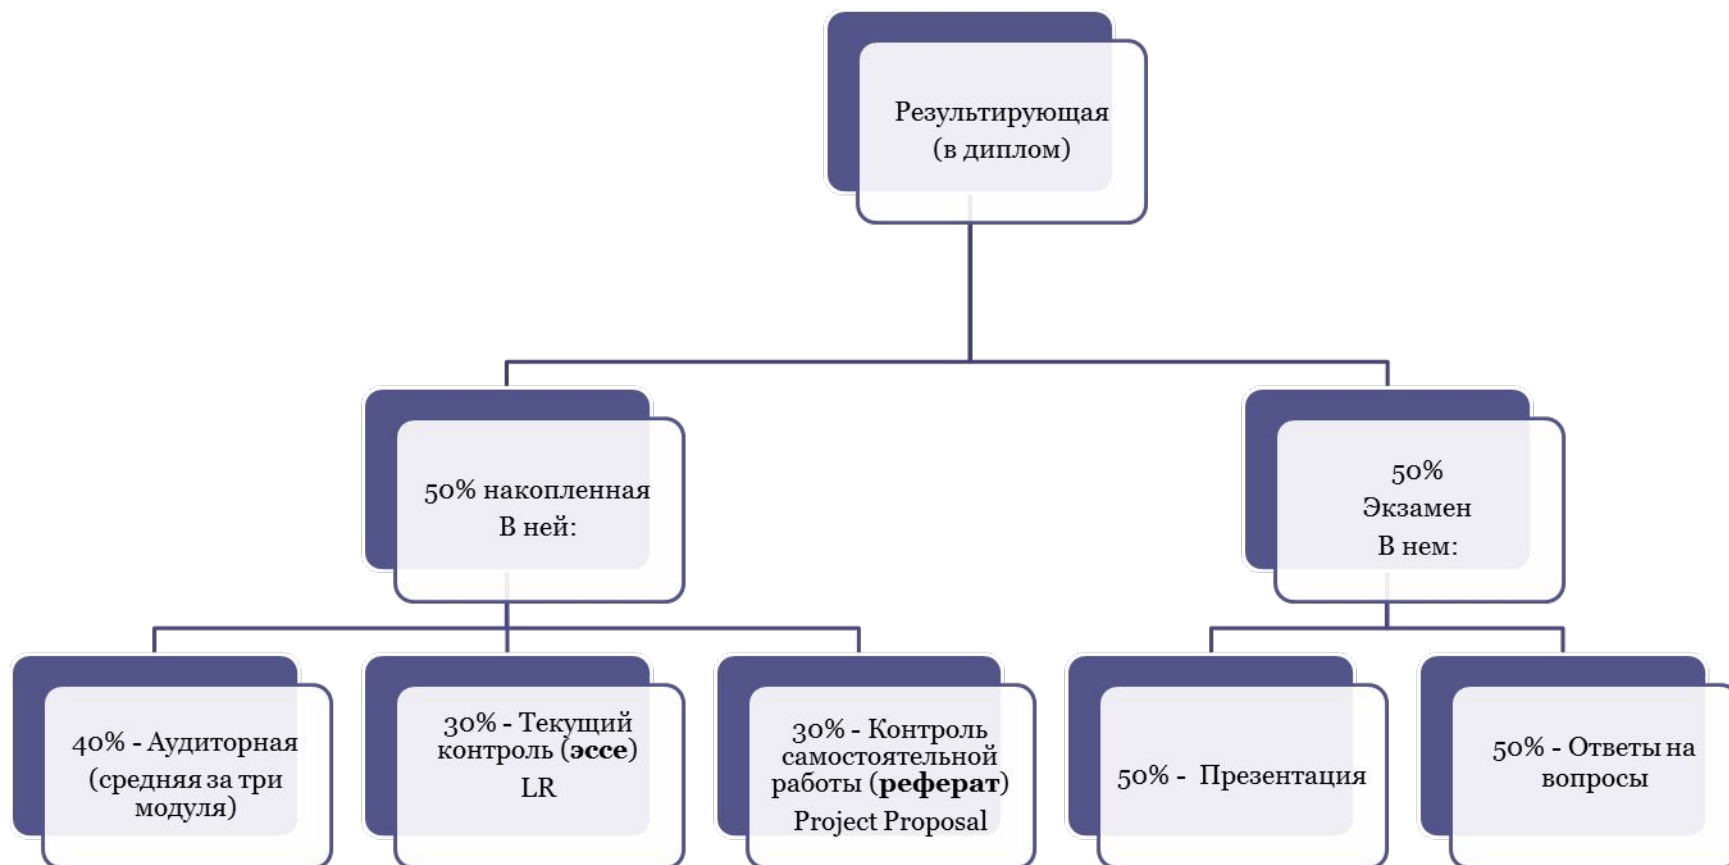 Результирующая
(в диплом)
50% накопленная
В ней:
50%
Экзамен
В нем:
40% - Аудиторная
(средняя за три
модуля)
30% - Текущий
контроль (эссе)
LR
30% - Контроль
самостоятельной
работы (реферат)
Project Proposal
50% - Презентация
50% - Ответы на
вопросы